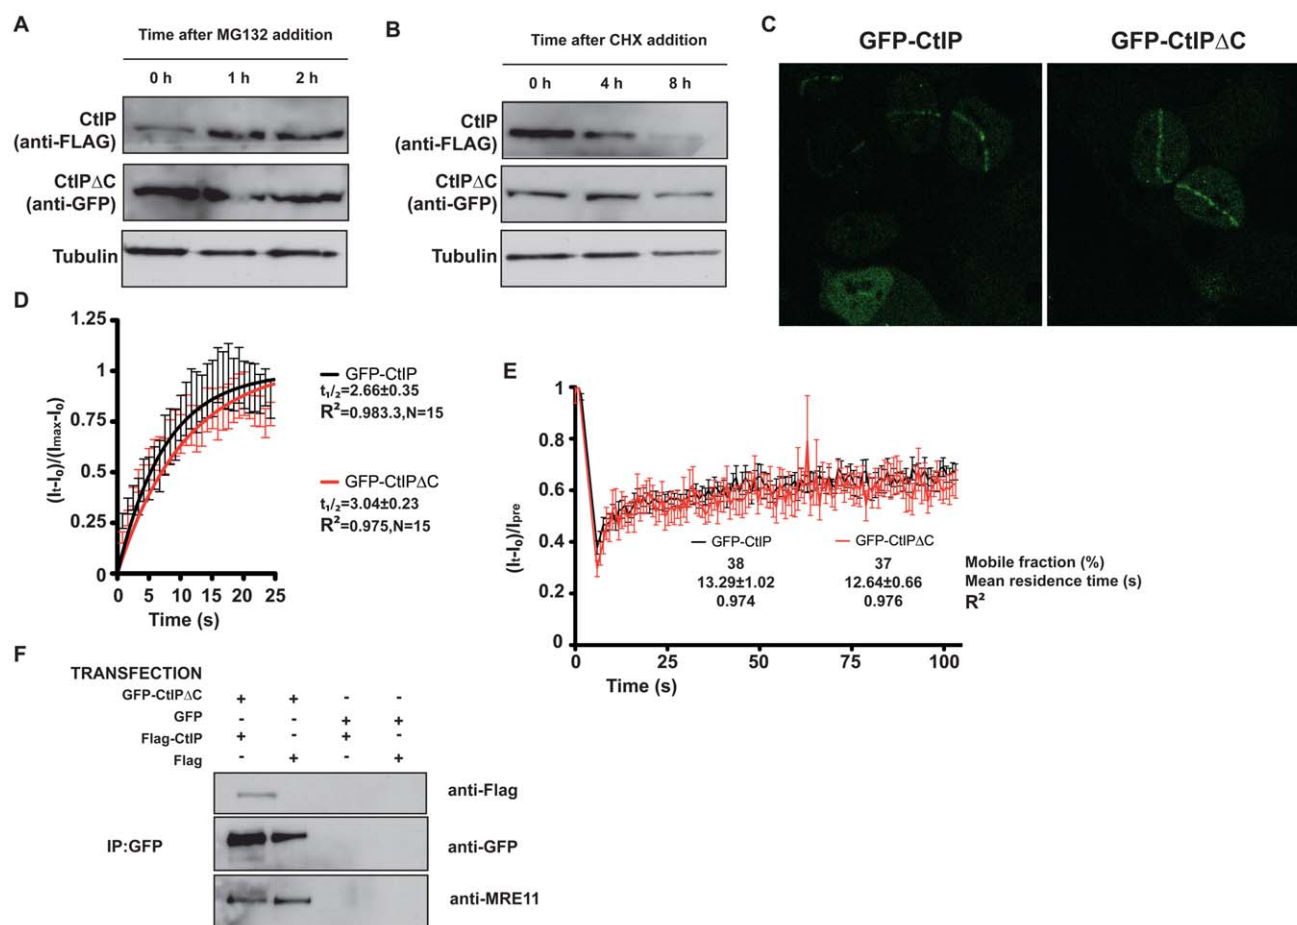 A
Time after MG132 addition
0 h 1 h 2 h
CtIP
(anti-FLAG)
CtIPΔC
(anti-GFP)
Tubulin
B
Time after CHX addition
0 h 4 h 8 h
CtIP
(anti-FLAG)
CtIPΔC
(anti-GFP)
Tubulin
C
GFP-CtIP GFP-CtIPΔC
D
(It-I₀)/(Imax-I₀)
1.25
1
0.75
0.5
0.25
0
0 5 10 15 20 25
Time (s)
GFP-CtIP
t₁/₂=2.66±0.35
R²=0.983.3,N=15
GFP-CtIPΔC
t₁/₂=3.04±0.23
R²=0.975,N=15
E
(It-I₀)/Ipre
1
0.8
0.6
0.4
0.2
0
0 25 50 75 100
Time (s)
GFP-CtIP GFP-CtIPΔC
38 37 Mobile fraction (%)
13.29±1.02 12.64±0.66 Mean residence time (s)
0.974 0.976 R²
F
TRANSFECTION
GFP-CtIPΔC + + - -
GFP - - + +
Flag-CtIP + - + -
Flag - + - +
IP:GFP
anti-Flag
anti-GFP
anti-MRE11